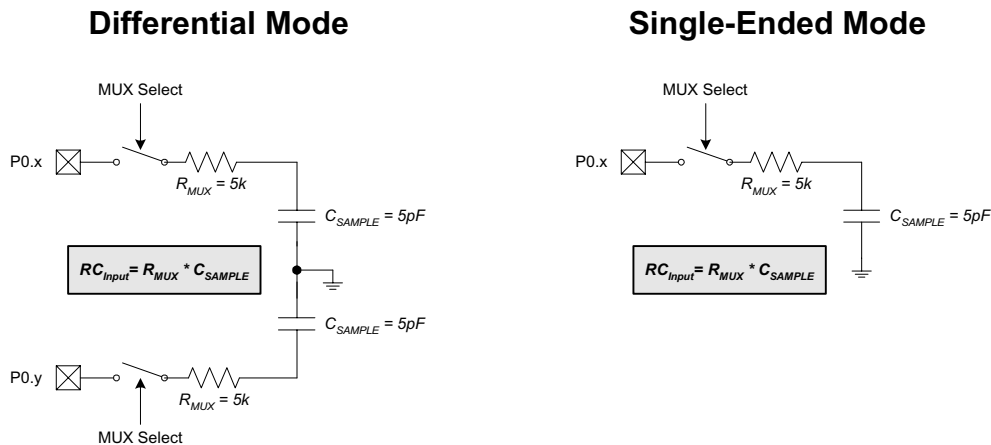 Differential Mode
MUX Select
P0.x
R_MUX = 5k
C_SAMPLE = 5pF
RC_Input= R_MUX * C_SAMPLE
C_SAMPLE = 5pF
P0.y
R_MUX = 5k
MUX Select
Single-Ended Mode
MUX Select
P0.x
R_MUX = 5k
C_SAMPLE = 5pF
RC_Input= R_MUX * C_SAMPLE